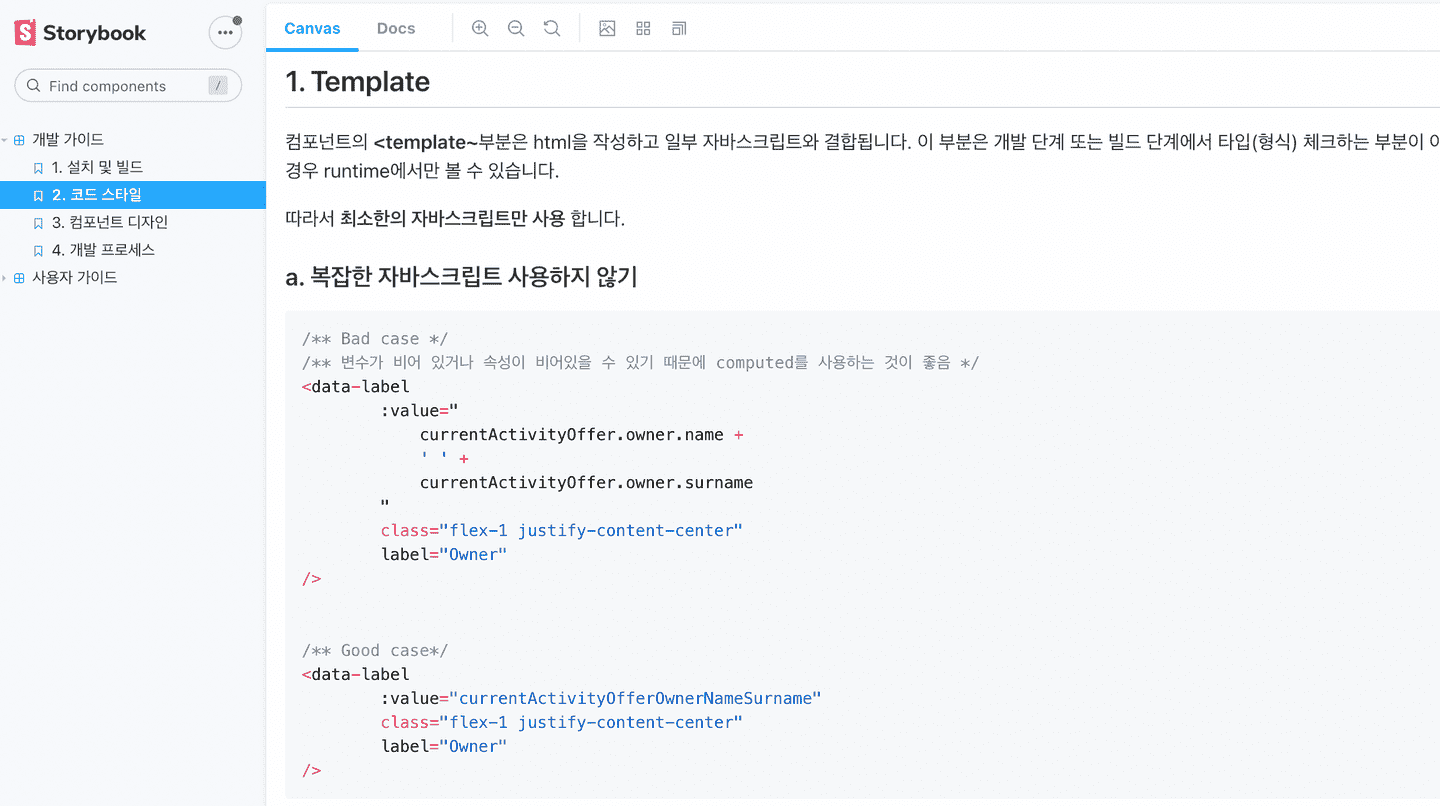 Storybook
Find components
/
개발 가이드
1. 설치 및 빌드
2. 코드 스타일
3. 컴포넌트 디자인
4. 개발 프로세스
사용자 가이드
Canvas
Docs
1. Template
컴포넌트의 <template~부분은 html을 작성하고 일부 자바스크립트와 결합됩니다. 이 부분은 개발 단계 또는 빌드 단계에서 타입(형식) 체크하는 부분이
경우 runtime에서만 볼 수 있습니다.
따라서 최소한의 자바스크립트만 사용 합니다.
a. 복잡한 자바스크립트 사용하지 않기
/** Bad case */
/** 변수가 비어 있거나 속성이 비어있을 수 있기 때문에 computed를 사용하는 것이 좋음 */
<data-label
:value="
currentActivityOffer.owner.name +
' ' +
currentActivityOffer.owner.surname
"
class="flex-1 justify-content-center"
label="Owner"
/>
/** Good case*/
<data-label
:value="currentActivityOfferOwnerNameSurname"
class="flex-1 justify-content-center"
label="Owner"
/>